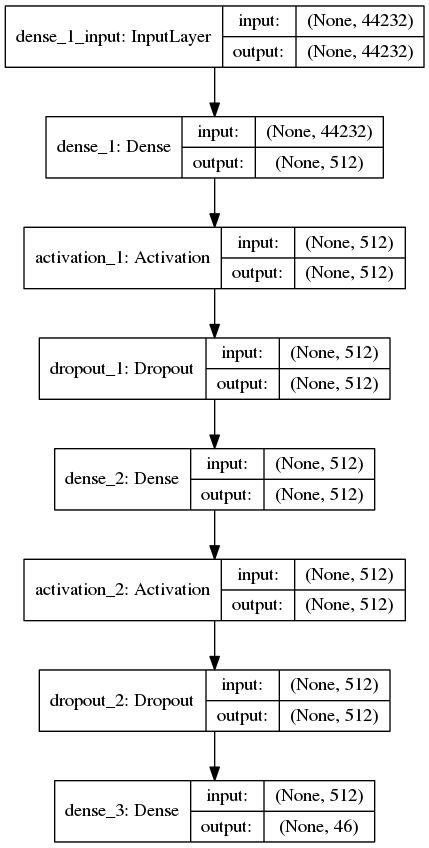 dense_1_input: InputLayer
input: (None, 44232)
output: (None, 44232)
dense_1: Dense
input: (None, 44232)
output: (None, 512)
activation_1: Activation
input: (None, 512)
output: (None, 512)
dropout_1: Dropout
input: (None, 512)
output: (None, 512)
dense_2: Dense
input: (None, 512)
output: (None, 512)
activation_2: Activation
input: (None, 512)
output: (None, 512)
dropout_2: Dropout
input: (None, 512)
output: (None, 512)
dense_3: Dense
input: (None, 512)
output: (None, 46)